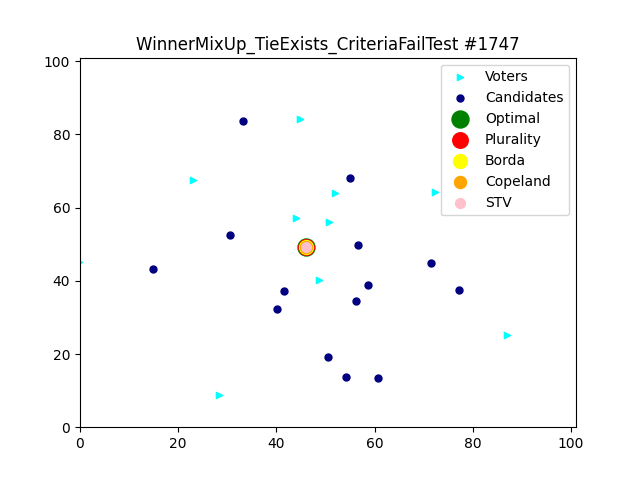 WinnerMixUp_TieExists_CriteriaFailTest #1747
100
80
60
40
20
0
0
20
40
60
80
100
Voters
Candidates
Optimal
Plurality
Borda
Copeland
STV